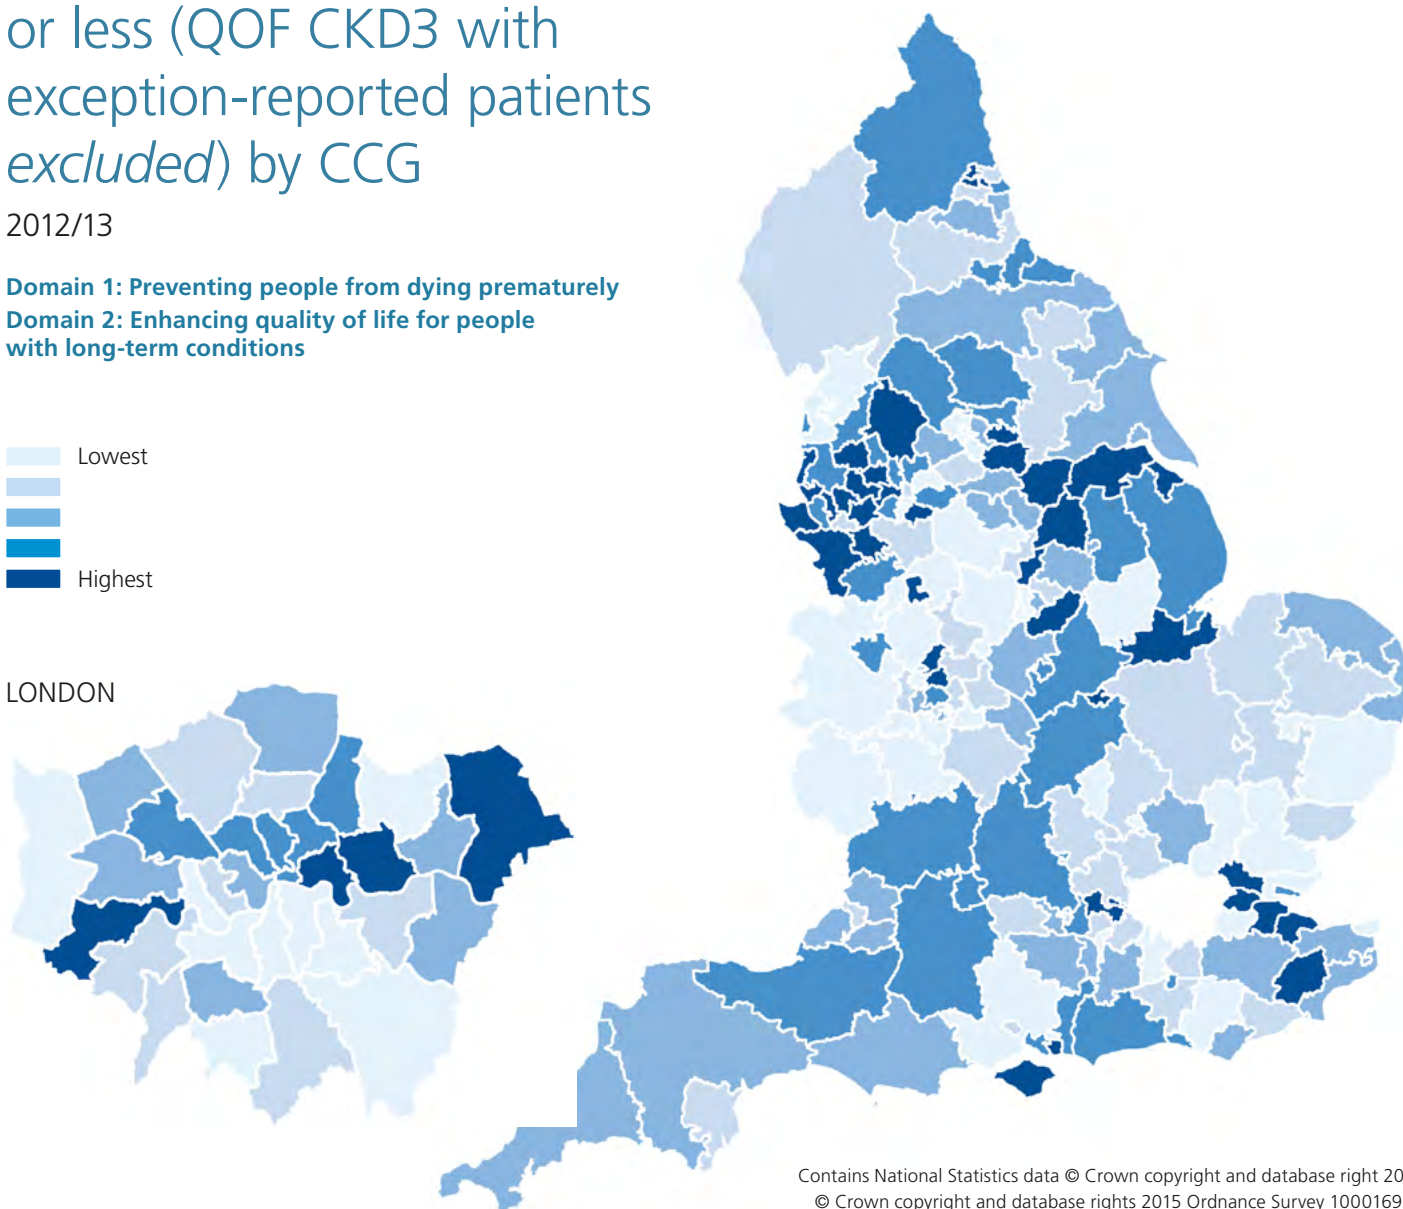 or less (QOF CKD3 with
exception-reported patients
excluded) by CCG
2012/13
Domain 1: Preventing people from dying prematurely
Domain 2: Enhancing quality of life for people
with long-term conditions
Lowest
Highest
LONDON
Contains National Statistics data © Crown copyright and database right 20
© Crown copyright and database rights 2015 Ordnance Survey 1000169